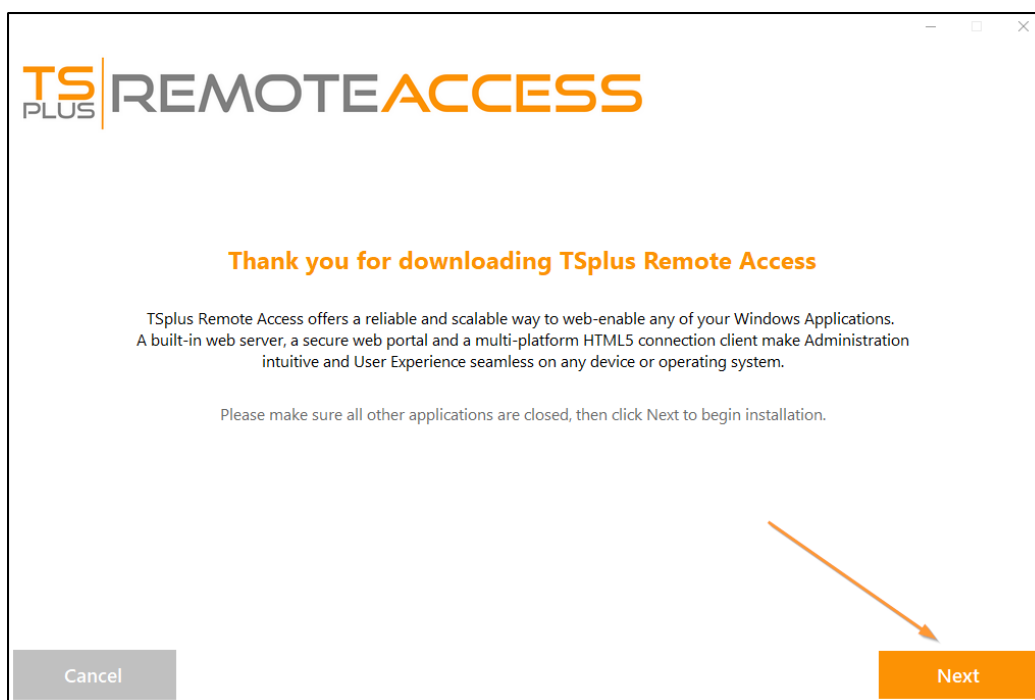 TS PLUS REMOTEACCESS
Thank you for downloading TSplus Remote Access
TSplus Remote Access offers a reliable and scalable way to web-enable any of your Windows Applications.
A built-in web server, a secure web portal and a multi-platform HTML5 connection client make Administration
intuitive and User Experience seamless on any device or operating system.
Please make sure all other applications are closed, then click Next to begin installation.
Cancel
Next